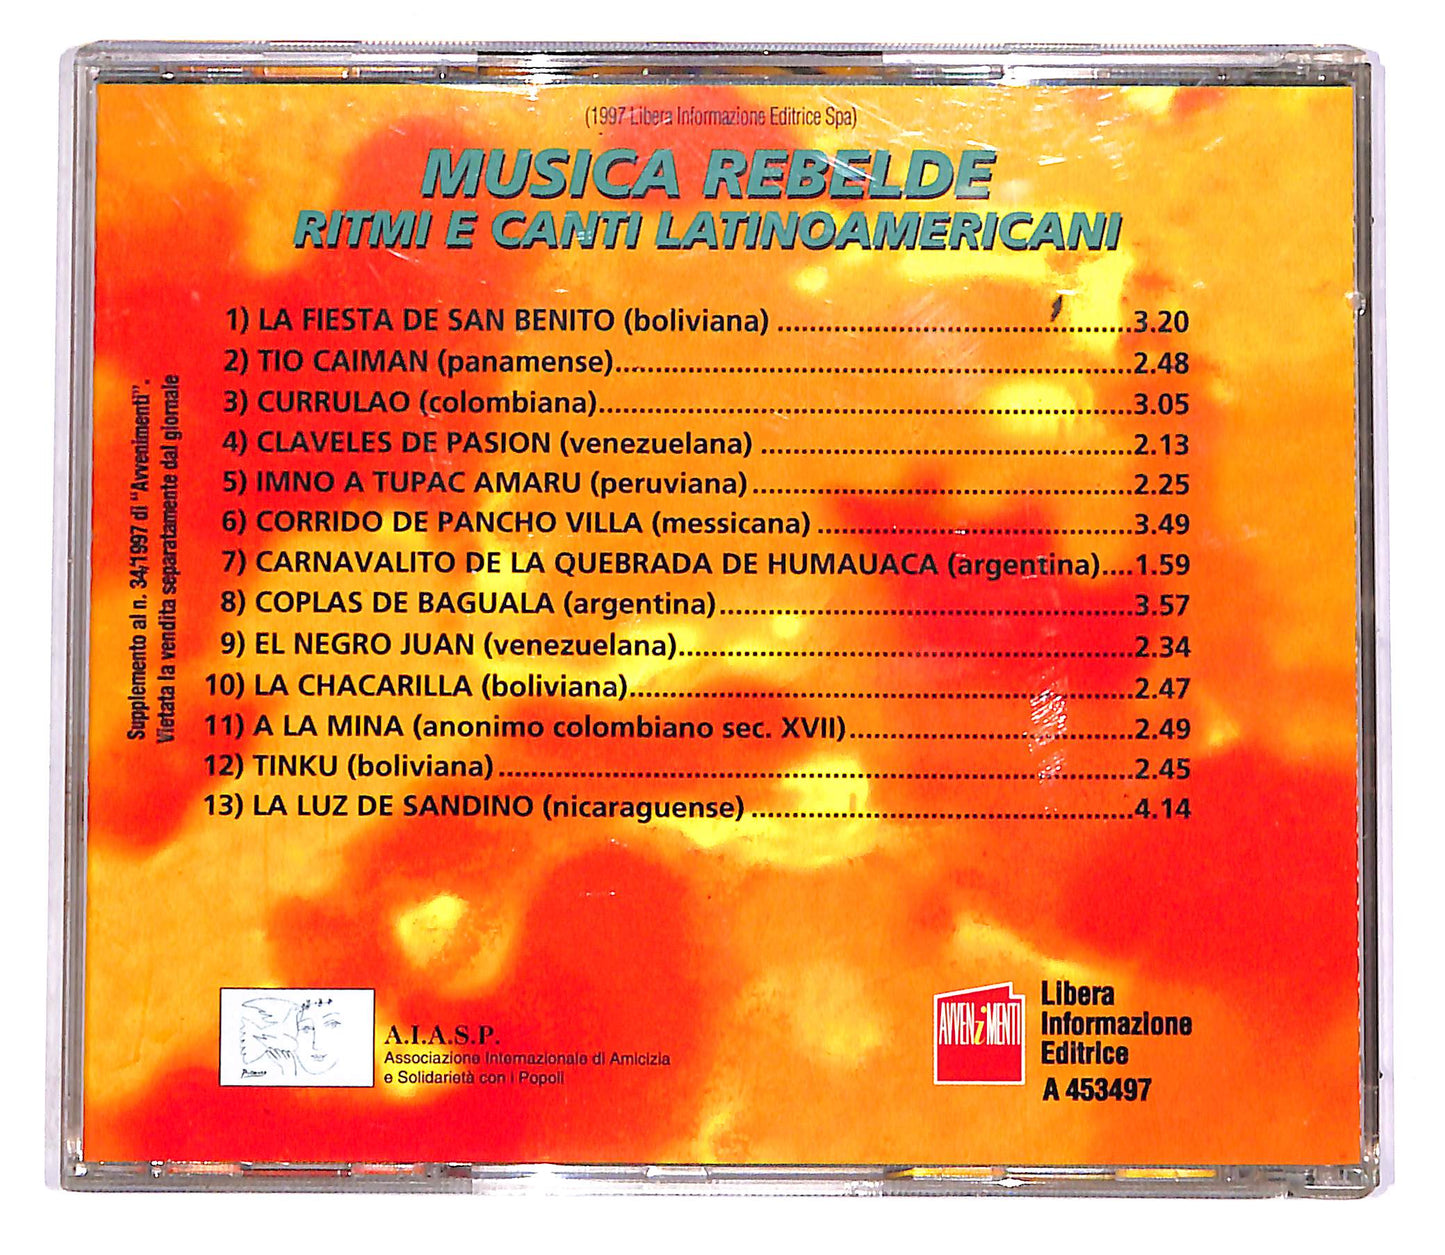 (1997 Libera Informazione Editrice Spa)
MUSICA REBELDE
RITMI E CANTI LATINOAMERICANI
1) LA FIESTA DE SAN BENITO (boliviana) ............................................3.20
2) TIO CAIMAN (panamense)................................................................2.48
3) CURRULAO (colombiana)..................................................................3.05
4) CLAVELES DE PASION (venezuelana) ..............................................2.13
5) IMNO A TUPAC AMARU (peruviana)...............................................2.25
6) CORRIDO DE PANCHO VILLA (messicana) .......................................3.49
7) CARNAVALITO DE LA QUEBRADA DE HUMAUACA (argentina)....1.59
8) COPLAS DE BAGUALA (argentina)...................................................3.57
9) EL NEGRO JUAN (venezuelana)........................................................2.34
10) LA CHACARILLA (boliviana)..............................................................2.47
11) A LA MINA (anonimo colombiano sec. XVII)...................................2.49
12) TINKU (boliviana) ..............................................................................2.45
13) LA LUZ DE SANDINO (nicaraguense) ...............................................4.14
Supplemento al n. 34/1997 di "Avvenimenti".
Vietata la vendita separatamente dal giornale
A.I.A.S.P.
Associazione Internazionale di Amicizia
e Solidarietà con i Popoli
AVVENiMENTI
Libera
Informazione
Editrice
A 453497